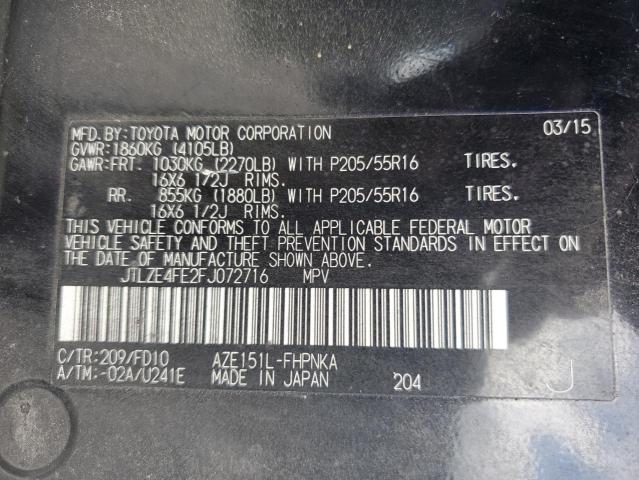 MFD.BY:TOYOTA MOTOR CORPORATION 03/15
GVWR:1860KG (4105LB)
GAWR:FRT. 1030KG (2270LB) WITH P205/55R16 TIRES.
16X6 1/2J RIMS.
RR. 855KG (1880LB) WITH P205/55R16 TIRES.
16X6 1/2J RIMS.
THIS VEHICLE CONFORMS TO ALL APPLICABLE FEDERAL MOTOR
VEHICLE SAFETY AND THEFT PREVENTION STANDARDS IN EFFECT ON
THE DATE OF MANUFACTURE SHOWN ABOVE.
JTLZE4FE2FJ072716 MPV
C/TR:209/FD10 AZE151L-FHPNKA
A/TM:-02A/U241E MADE IN JAPAN 204 J